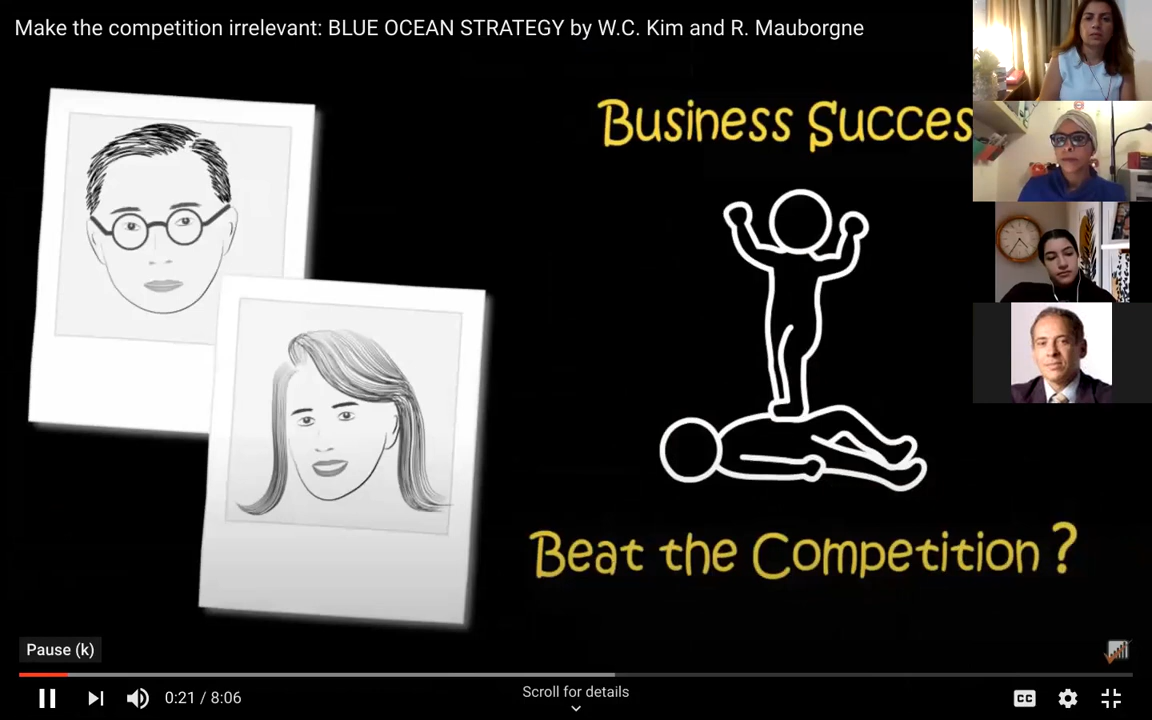 Make the competition irrelevant: BLUE OCEAN STRATEGY by W.C. Kim and R. Mauborgne
Business Succes
Beat the Competition ?
Pause (k)
0:21 / 8:06
Scroll for details
CC